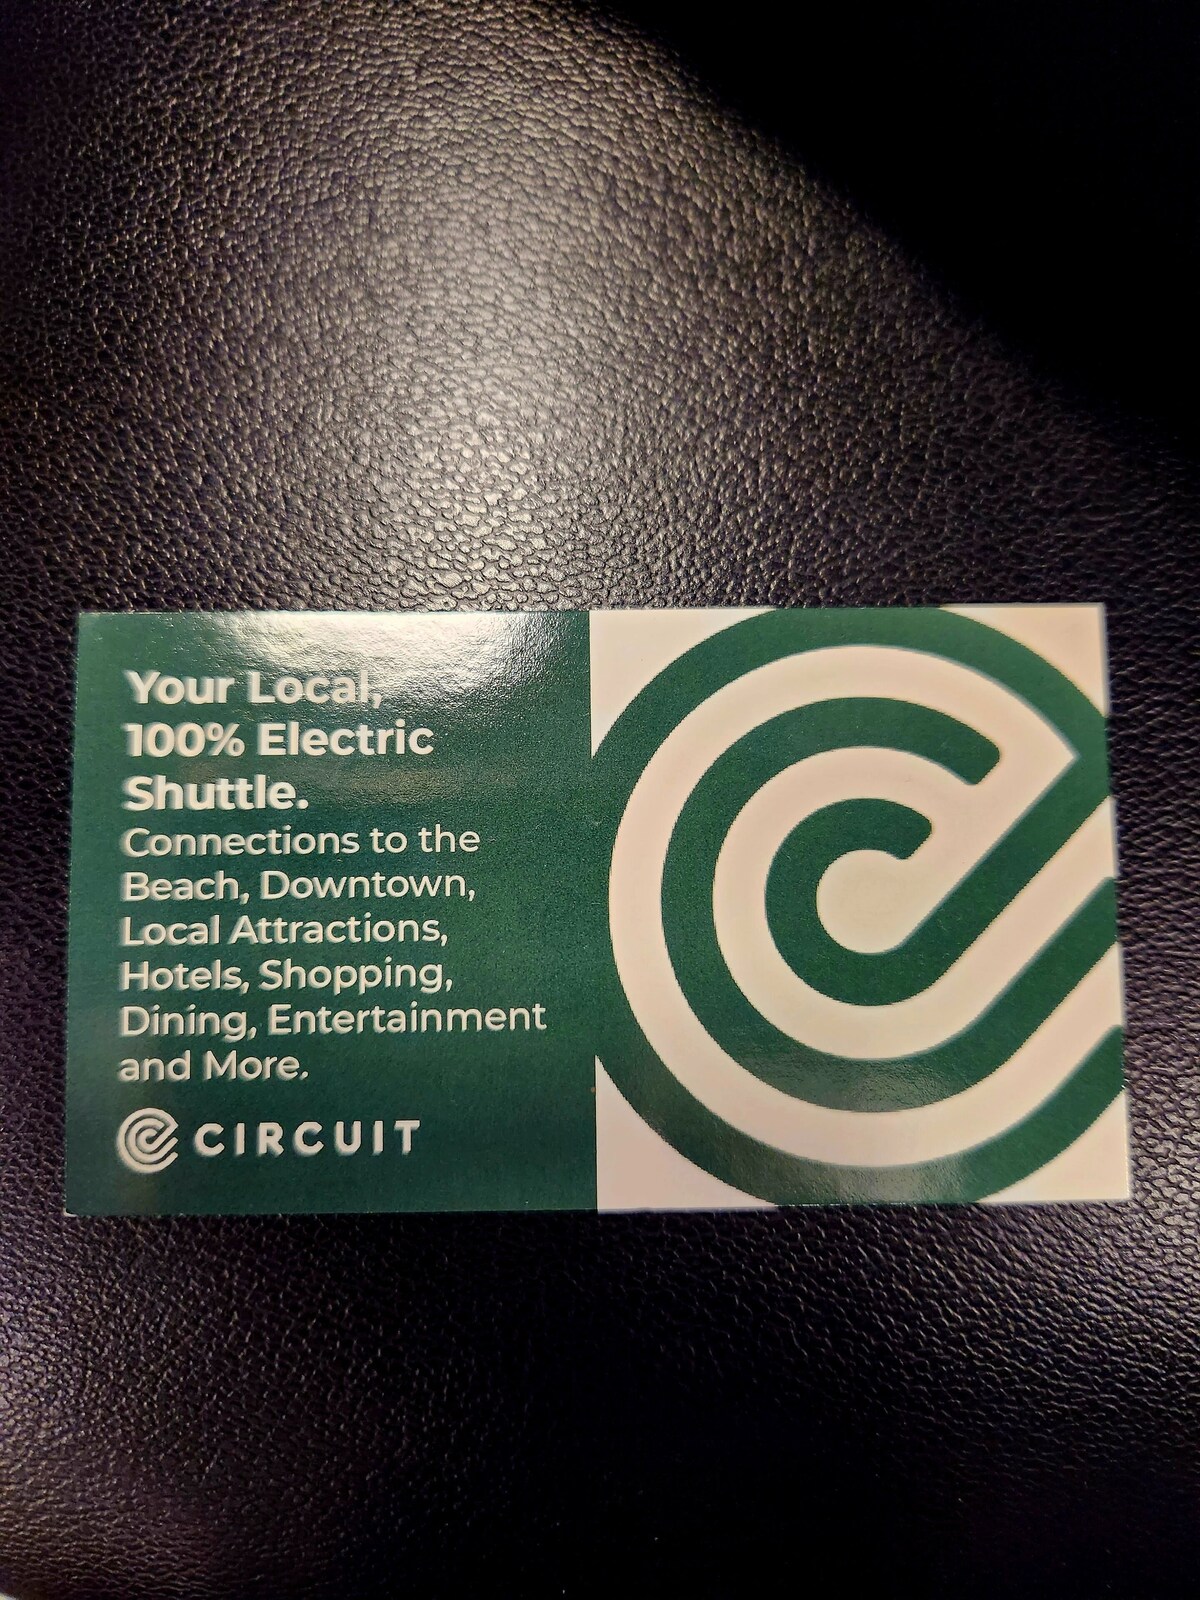 Your Local,
100% Electric
Shuttle.
Connections to the
Beach, Downtown,
Local Attractions,
Hotels, Shopping,
Dining, Entertainment
and More.
CIRCUIT